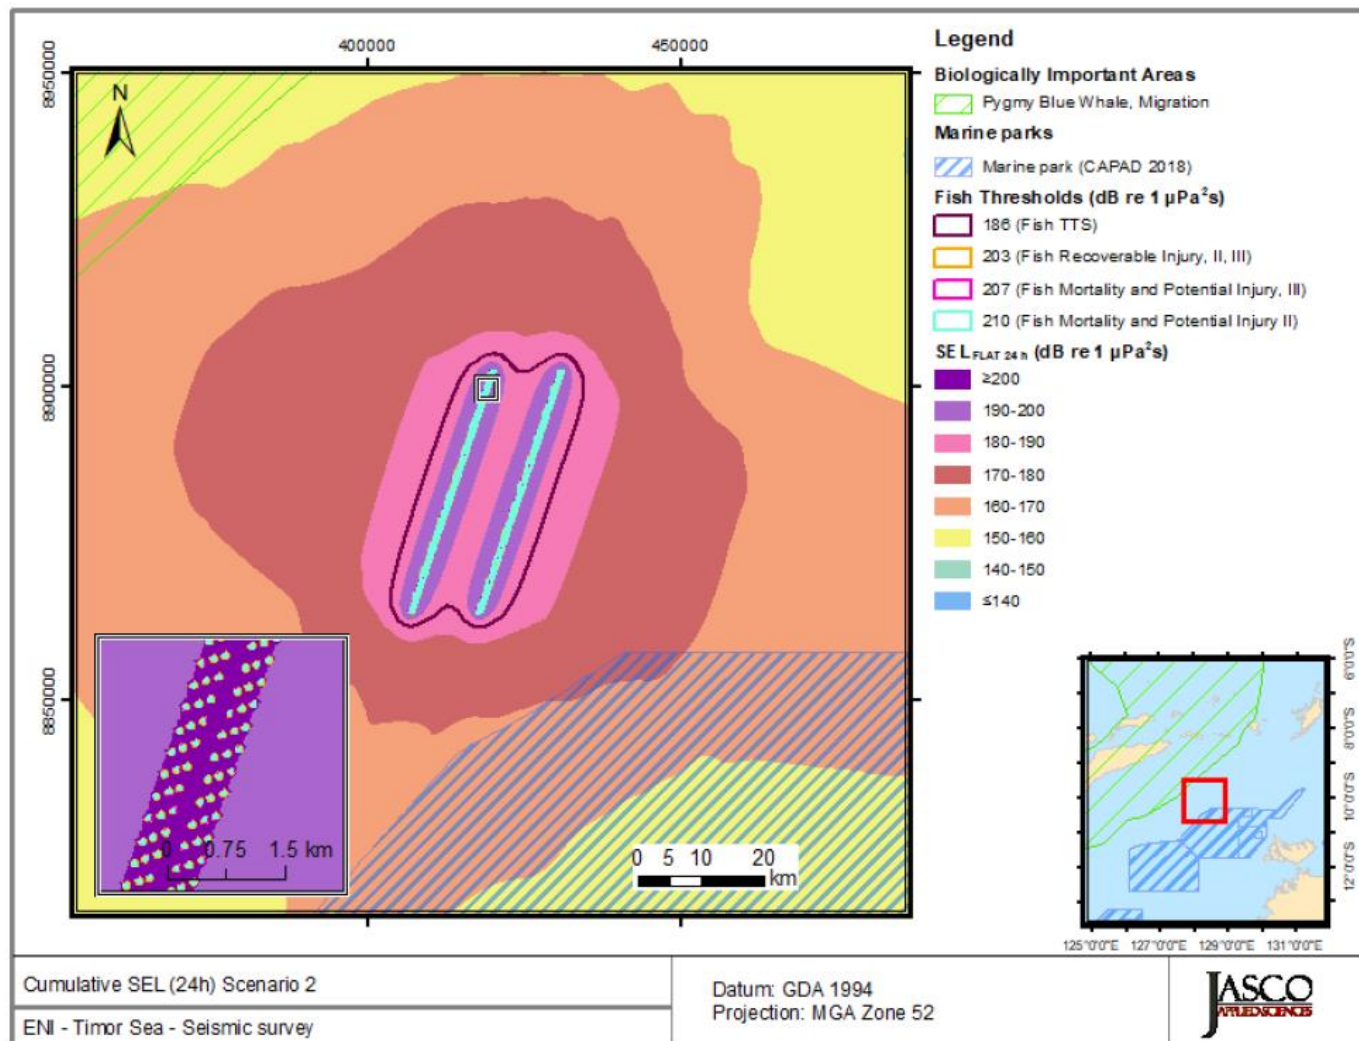 400000
450000
8950000
8900000
8850000
N
0
0.75
1.5 km
0 5 10 20
km
Legend
Biologically Important Areas
Pygmy Blue Whale, Migration
Marine parks
Marine park (CAPAD 2018)
Fish Thresholds (dB re 1 µPa²s)
186 (Fish TTS)
203 (Fish Recoverable Injury, II, III)
207 (Fish Mortality and Potential Injury, III)
210 (Fish Mortality and Potential Injury II)
SEL FLAT 24 h (dB re 1 µPa²s)
≥200
190-200
180-190
170-180
160-170
150-160
140-150
≤140
6°0'0"S
8°0'0"S
10°0'0"S
12°0'0"S
125°0'0"E 127°0'0"E 129°0'0"E 131°0'0"E
Cumulative SEL (24h) Scenario 2
ENI - Timor Sea - Seismic survey
Datum: GDA 1994
Projection: MGA Zone 52
JASCO
APPLIED SCIENCES